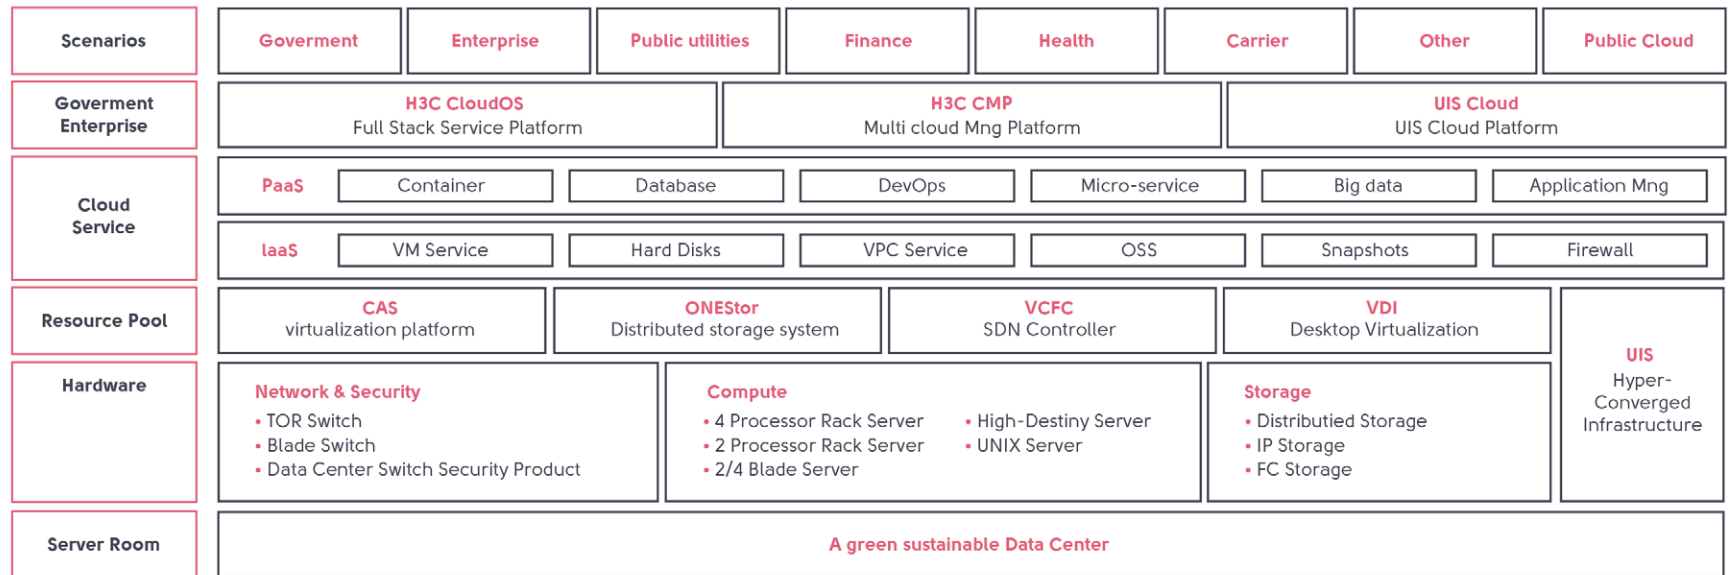 Scenarios
Goverment
Enterprise
Public utilities
Finance
Health
Carrier
Other
Public Cloud
Goverment
Enterprise
H3C CloudOS
Full Stack Service Platform
H3C CMP
Multi cloud Mng Platform
UIS Cloud
UIS Cloud Platform
Cloud
Service
PaaS
Container
Database
DevOps
Micro-service
Big data
Application Mng
IaaS
VM Service
Hard Disks
VPC Service
OSS
Snapshots
Firewall
Resource Pool
CAS
virtualization platform
ONEStor
Distributed storage system
VCFC
SDN Controller
VDI
Desktop Virtualization
UIS
Hyper-
Converged
Infrastructure
Hardware
Network & Security
• TOR Switch
• Blade Switch
• Data Center Switch Security Product
Compute
• 4 Processor Rack Server
• 2 Processor Rack Server
• 2/4 Blade Server
• High-Destiny Server
• UNIX Server
Storage
• Distributied Storage
• IP Storage
• FC Storage
Server Room
A green sustainable Data Center